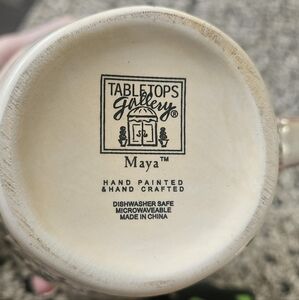 TABLETOPS
gallery®
Maya™
HAND PAINTED
& HAND CRAFTED
DISHWASHER SAFE
MICROWAVEABLE
MADE IN CHINA